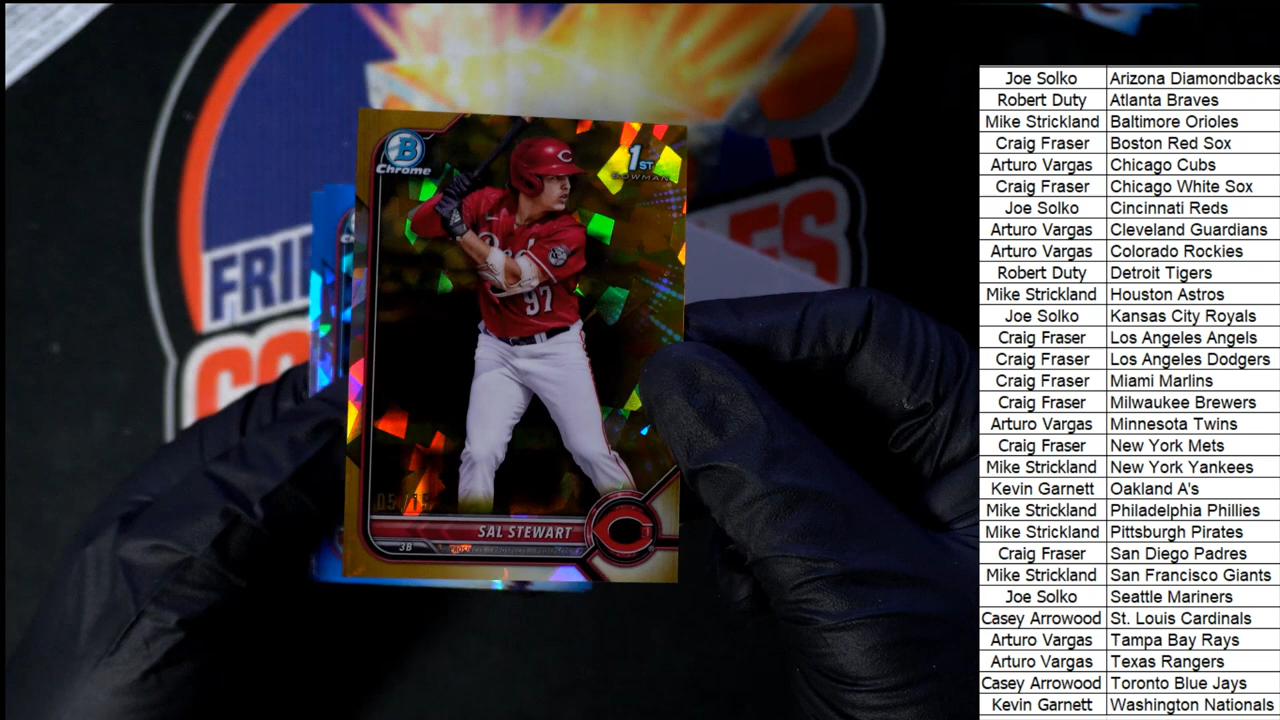 B
Chrome
1ST
BOWMAN
C
Reds
97
SAL STEWART
3B
FRIE
LES
CO
Joe Solko Arizona Diamondbacks
Robert Duty Atlanta Braves
Mike Strickland Baltimore Orioles
Craig Fraser Boston Red Sox
Arturo Vargas Chicago Cubs
Craig Fraser Chicago White Sox
Joe Solko Cincinnati Reds
Arturo Vargas Cleveland Guardians
Arturo Vargas Colorado Rockies
Robert Duty Detroit Tigers
Mike Strickland Houston Astros
Joe Solko Kansas City Royals
Craig Fraser Los Angeles Angels
Craig Fraser Los Angeles Dodgers
Craig Fraser Miami Marlins
Craig Fraser Milwaukee Brewers
Arturo Vargas Minnesota Twins
Craig Fraser New York Mets
Mike Strickland New York Yankees
Kevin Garnett Oakland A's
Mike Strickland Philadelphia Phillies
Mike Strickland Pittsburgh Pirates
Craig Fraser San Diego Padres
Mike Strickland San Francisco Giants
Joe Solko Seattle Mariners
Casey Arrowood St. Louis Cardinals
Arturo Vargas Tampa Bay Rays
Arturo Vargas Texas Rangers
Casey Arrowood Toronto Blue Jays
Kevin Garnett Washington Nationals